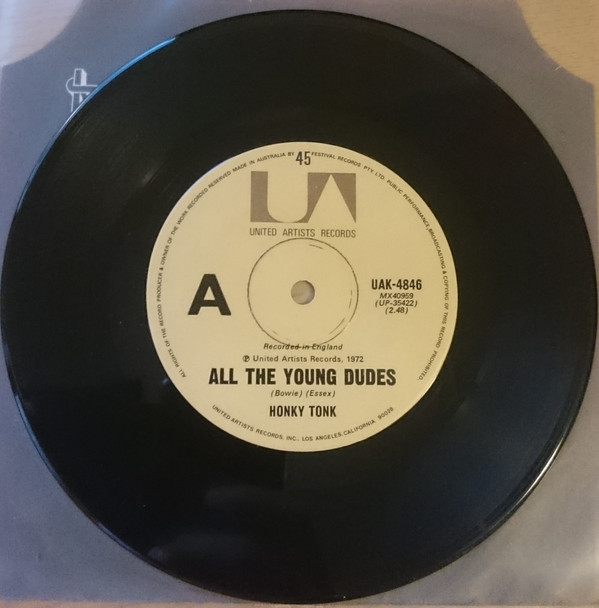 ALL RIGHTS OF THE RECORD PRODUCER & OWNER OF THE WORK RECORDED RESERVED MADE IN AUSTRALIA BY FESTIVAL RECORDS PTY. LTD. PUBLIC PERFORMANCE, BROADCASTING & COPYING OF THIS RECORD PROHIBITED.
45
UA
UNITED ARTISTS RECORDS
A
UAK-4846
MX40959
(UP-35422)
(2.48)
Recorded in England
℗ United Artists Records, 1972
ALL THE YOUNG DUDES
(Bowie) (Essex)
HONKY TONK
UNITED ARTISTS RECORDS, INC., LOS ANGELES, CALIFORNIA 90028